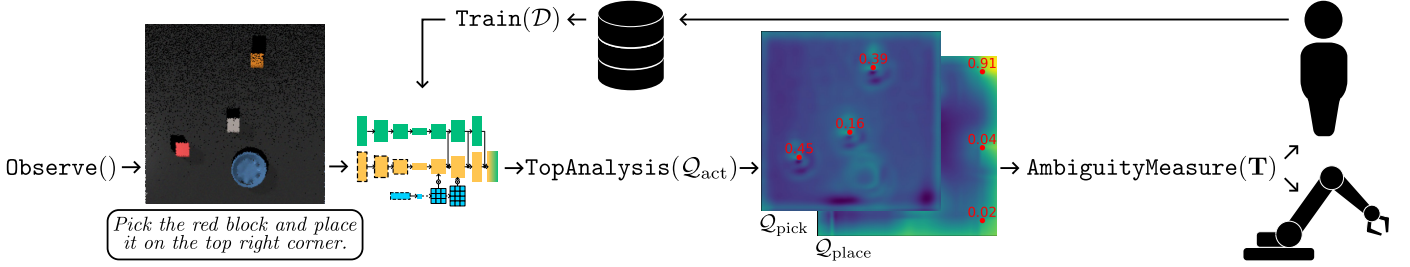 Train(𝒟)
0.39
0.91
0.16
0.04
0.45
Observe()
TopAnalysis(𝒬act)
AmbiguityMeasure(T)
0.02
Pick the red block and place
it on the top right corner.
𝒬pick
𝒬place